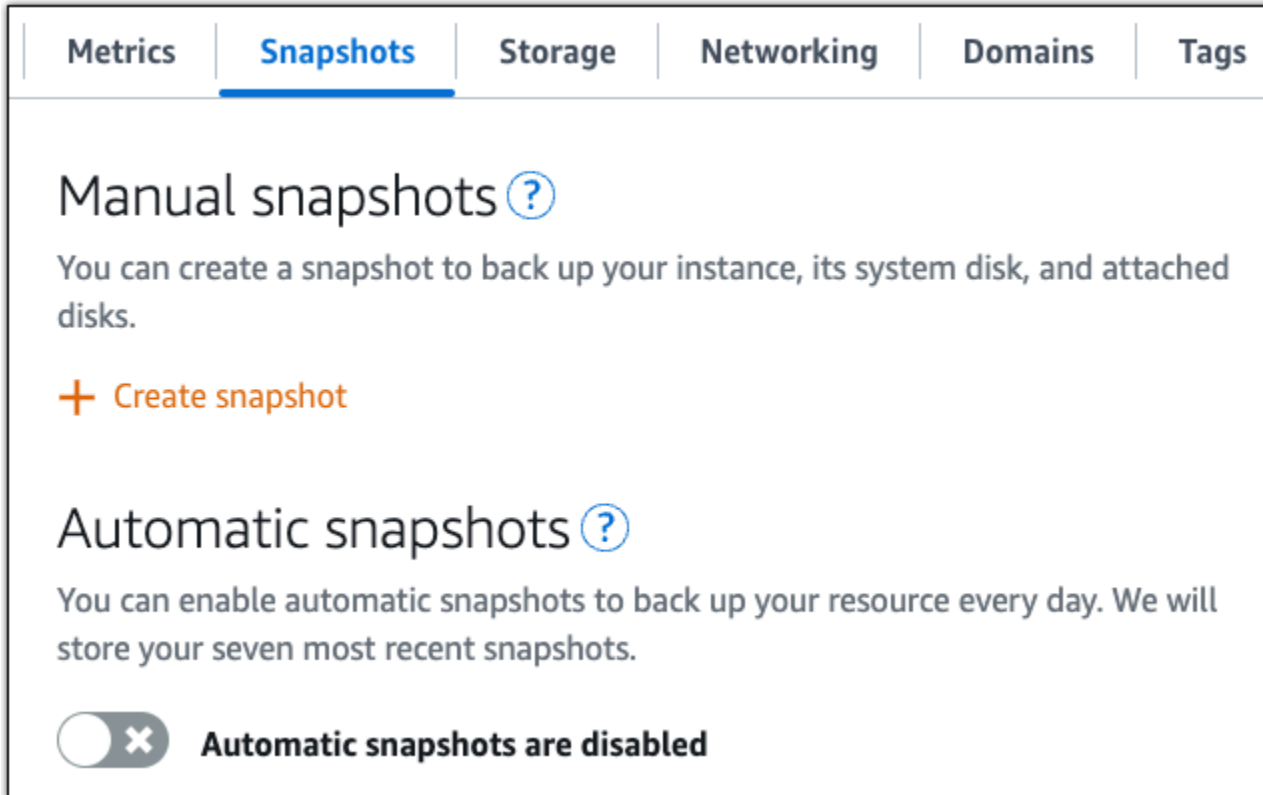 Metrics Snapshots Storage Networking Domains Tags
Manual snapshots ?
You can create a snapshot to back up your instance, its system disk, and attached
disks.
+ Create snapshot
Automatic snapshots ?
You can enable automatic snapshots to back up your resource every day. We will
store your seven most recent snapshots.
Automatic snapshots are disabled